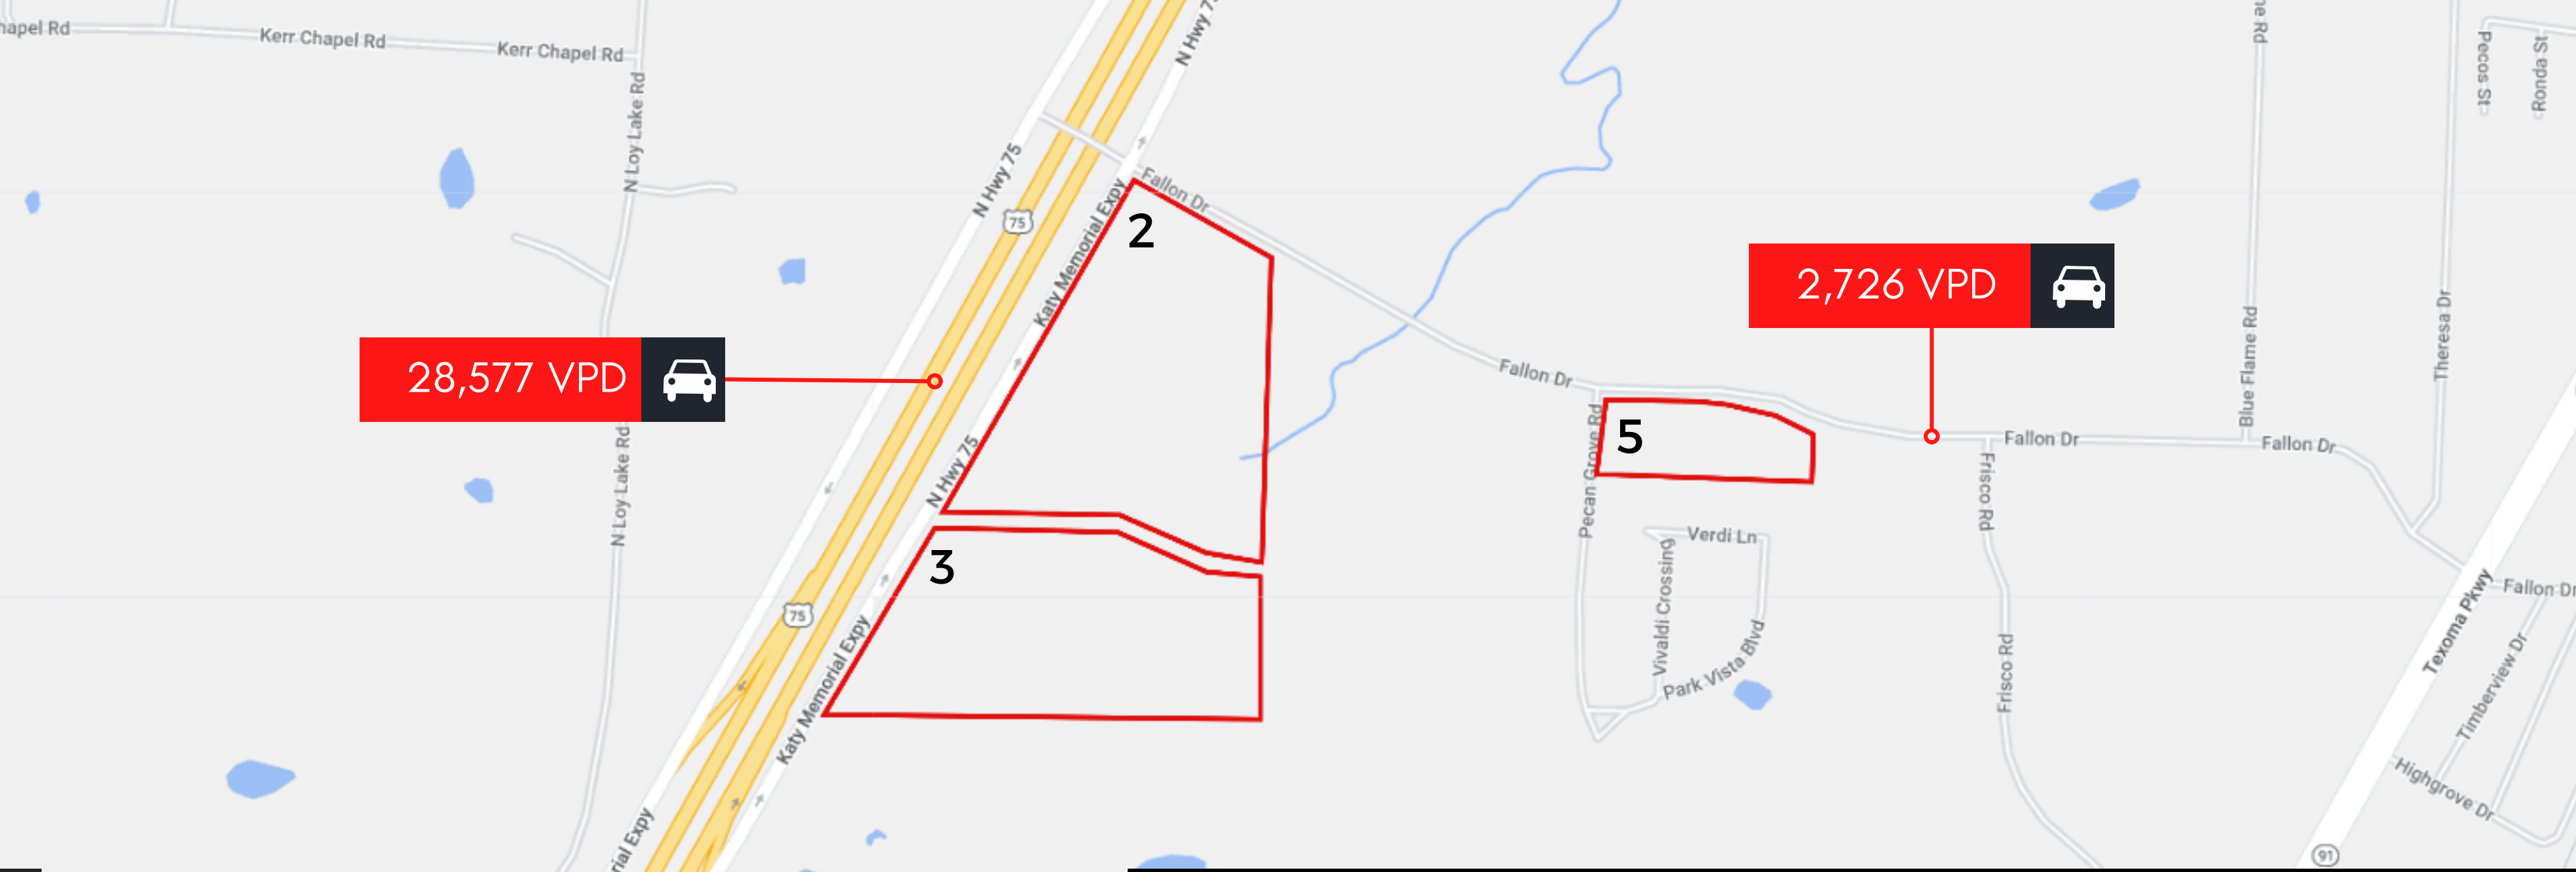 hapel Rd
Kerr Chapel Rd
Kerr Chapel Rd
N Loy Lake Rd
N Hwy 75
N Hwy 75
75
Katy Memorial Expy
Fallon Dr
2
ne Rd
Pecos St
Ronda St
2,726 VPD
28,577 VPD
Fallon Dr
Blue Flame Rd
Theresa Dr
Pecan Grove Rd
5
Fallon Dr
Fallon Dr
N Loy Lake Rd
N Hwy 75
Frisco Rd
3
Verdi Ln
Vivaldi Crossing
Park Vista Blvd
Fallon Dr
75
Katy Memorial Expy
Frisco Rd
Texoma Pkwy
Timberview Dr
Highgrove Dr
rial Expy
91